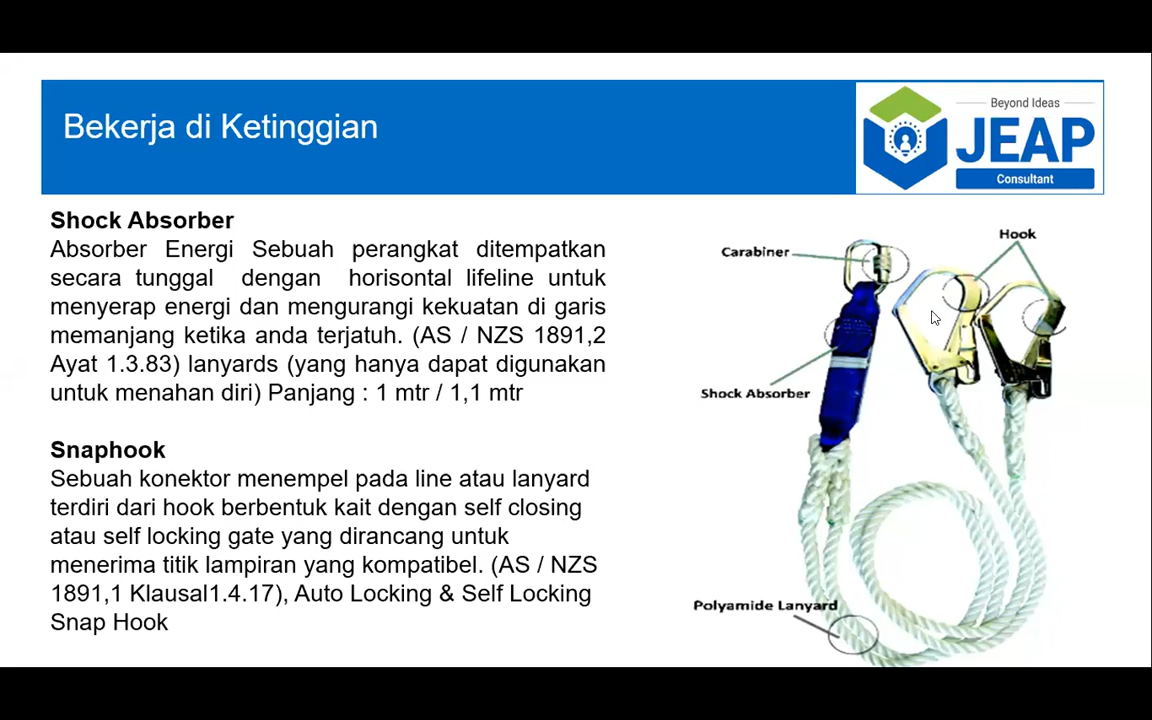 Bekerja di Ketinggian
Beyond Ideas
JEAP
Consultant
Shock Absorber
Absorber Energi Sebuah perangkat ditempatkan
secara tunggal dengan horisontal lifeline untuk
menyerap energi dan mengurangi kekuatan di garis
memanjang ketika anda terjatuh. (AS / NZS 1891,2
Ayat 1.3.83) lanyards (yang hanya dapat digunakan
untuk menahan diri) Panjang : 1 mtr / 1,1 mtr
Snaphook
Sebuah konektor menempel pada line atau lanyard
terdiri dari hook berbentuk kait dengan self closing
atau self locking gate yang dirancang untuk
menerima titik lampiran yang kompatibel. (AS / NZS
1891,1 Klausal1.4.17), Auto Locking & Self Locking
Snap Hook
Hook
Carabiner
Shock Absorber
Polyamide Lanyard